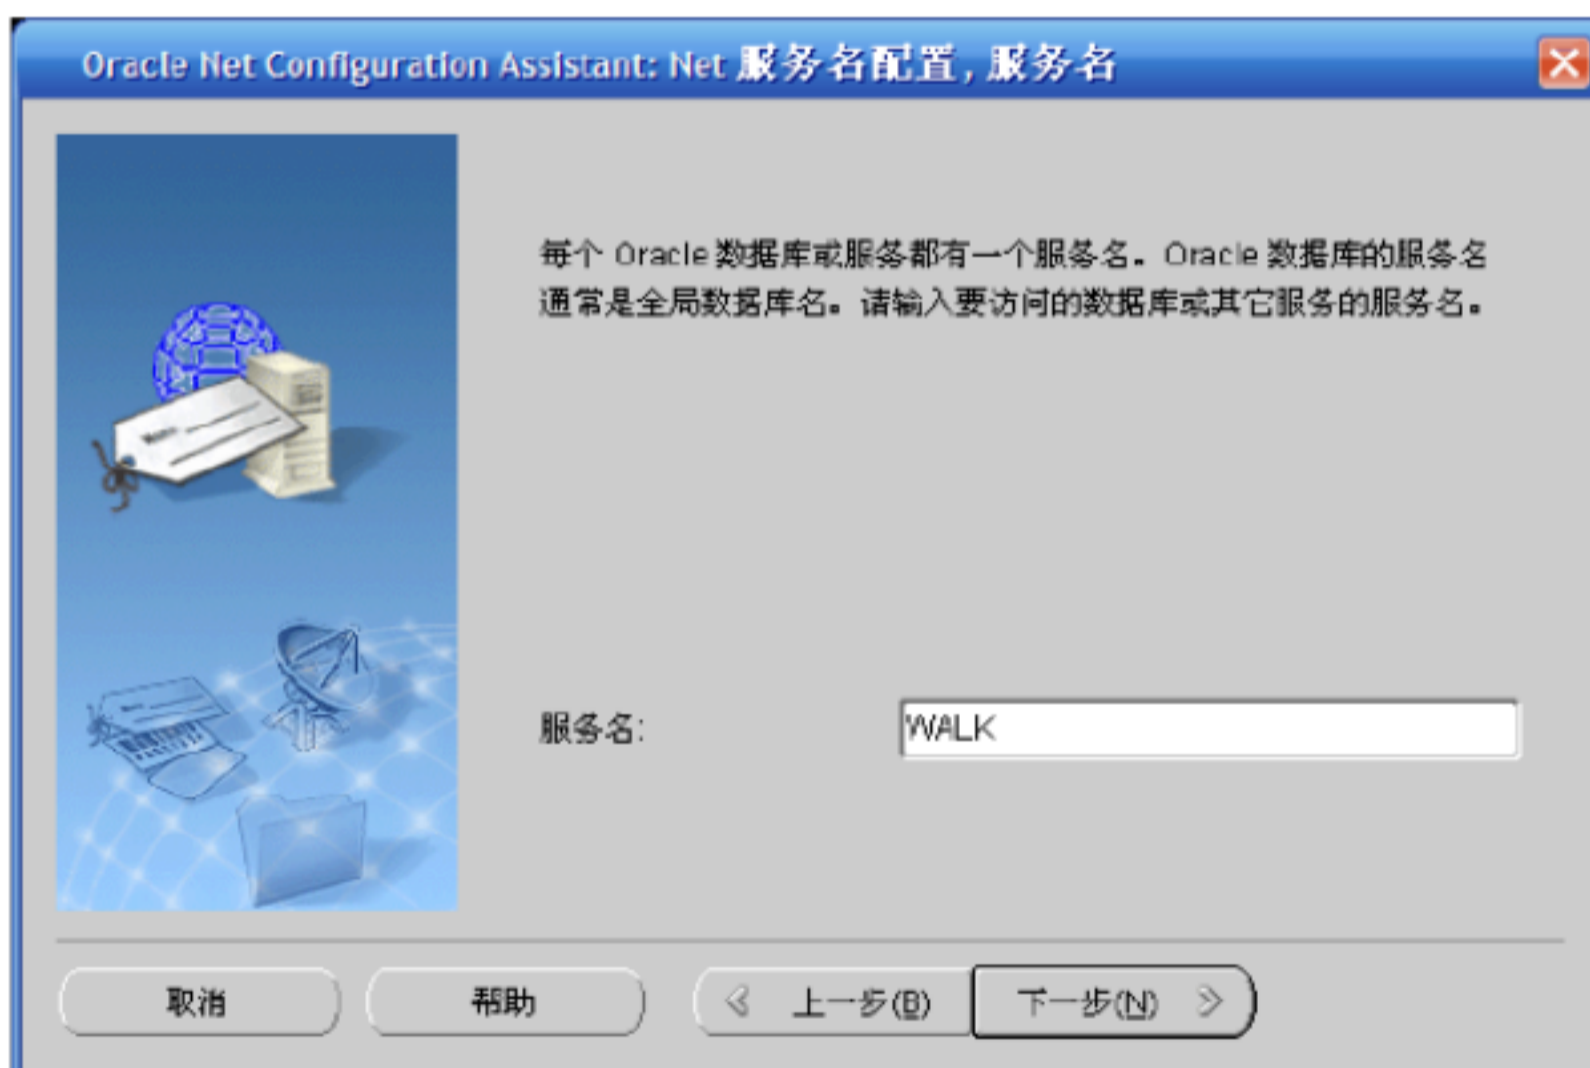 Oracle Net Configuration Assistant: Net 服务名配置, 服务名
每个 Oracle 数据库或服务都有一个服务名。Oracle 数据库的服务名
通常是全局数据库名。请输入要访问的数据库或其它服务的服务名。
服务名: WALK
取消 帮助 上一步(B) 下一步(N)